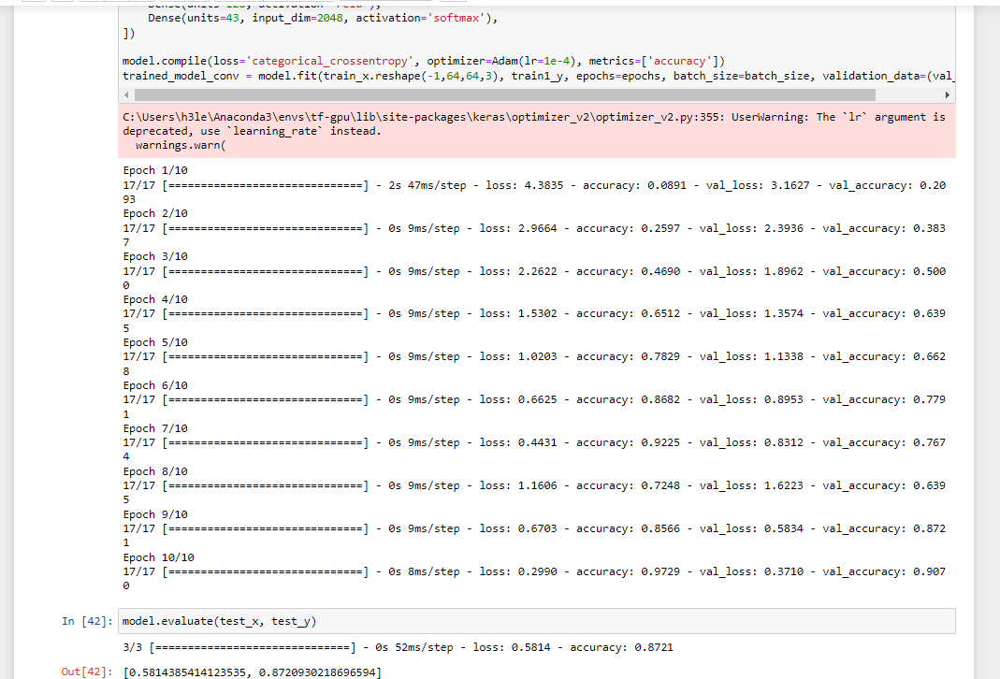 Dense(units=128, activation='relu'),
Dense(units=43, input_dim=2048, activation='softmax'),
])
model.compile(loss='categorical_crossentropy', optimizer=Adam(lr=1e-4), metrics=['accuracy'])
trained_model_conv = model.fit(train_x.reshape(-1,64,64,3), train1_y, epochs=epochs, batch_size=batch_size, validation_data=(val_
C:\Users\h3le\Anaconda3\envs\tf-gpu\lib\site-packages\keras\optimizer_v2\optimizer_v2.py:355: UserWarning: The `lr` argument is
deprecated, use `learning_rate` instead.
warnings.warn(
Epoch 1/10
17/17 [==============================] - 2s 47ms/step - loss: 4.3835 - accuracy: 0.0891 - val_loss: 3.1627 - val_accuracy: 0.20
93
Epoch 2/10
17/17 [==============================] - 0s 9ms/step - loss: 2.9664 - accuracy: 0.2597 - val_loss: 2.3936 - val_accuracy: 0.383
7
Epoch 3/10
17/17 [==============================] - 0s 9ms/step - loss: 2.2622 - accuracy: 0.4690 - val_loss: 1.8962 - val_accuracy: 0.500
0
Epoch 4/10
17/17 [==============================] - 0s 9ms/step - loss: 1.5302 - accuracy: 0.6512 - val_loss: 1.3574 - val_accuracy: 0.639
5
Epoch 5/10
17/17 [==============================] - 0s 9ms/step - loss: 1.0203 - accuracy: 0.7829 - val_loss: 1.1338 - val_accuracy: 0.662
8
Epoch 6/10
17/17 [==============================] - 0s 9ms/step - loss: 0.6625 - accuracy: 0.8682 - val_loss: 0.8953 - val_accuracy: 0.779
1
Epoch 7/10
17/17 [==============================] - 0s 9ms/step - loss: 0.4431 - accuracy: 0.9225 - val_loss: 0.8312 - val_accuracy: 0.767
4
Epoch 8/10
17/17 [==============================] - 0s 9ms/step - loss: 1.1606 - accuracy: 0.7248 - val_loss: 1.6223 - val_accuracy: 0.639
5
Epoch 9/10
17/17 [==============================] - 0s 9ms/step - loss: 0.6703 - accuracy: 0.8566 - val_loss: 0.5834 - val_accuracy: 0.872
1
Epoch 10/10
17/17 [==============================] - 0s 8ms/step - loss: 0.2990 - accuracy: 0.9729 - val_loss: 0.3710 - val_accuracy: 0.907
0
In [42]: model.evaluate(test_x, test_y)
3/3 [==============================] - 0s 52ms/step - loss: 0.5814 - accuracy: 0.8721
Out[42]: [0.5814385414123535, 0.8720930218696594]